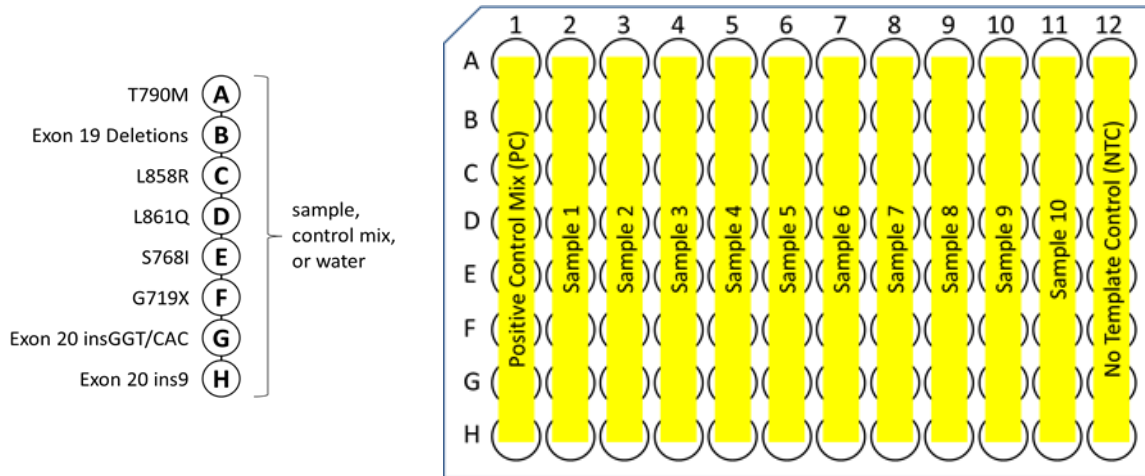 T790M A
Exon 19 Deletions B
L858R C
L861Q D
S768I E
G719X F
Exon 20 insGGT/CAC G
Exon 20 ins9 H
sample,
control mix,
or water
1 2 3 4 5 6 7 8 9 10 11 12
A
B
C
D
E
F
G
H
Positive Control Mix (PC)
Sample 1
Sample 2
Sample 3
Sample 4
Sample 5
Sample 6
Sample 7
Sample 8
Sample 9
Sample 10
No Template Control (NTC)